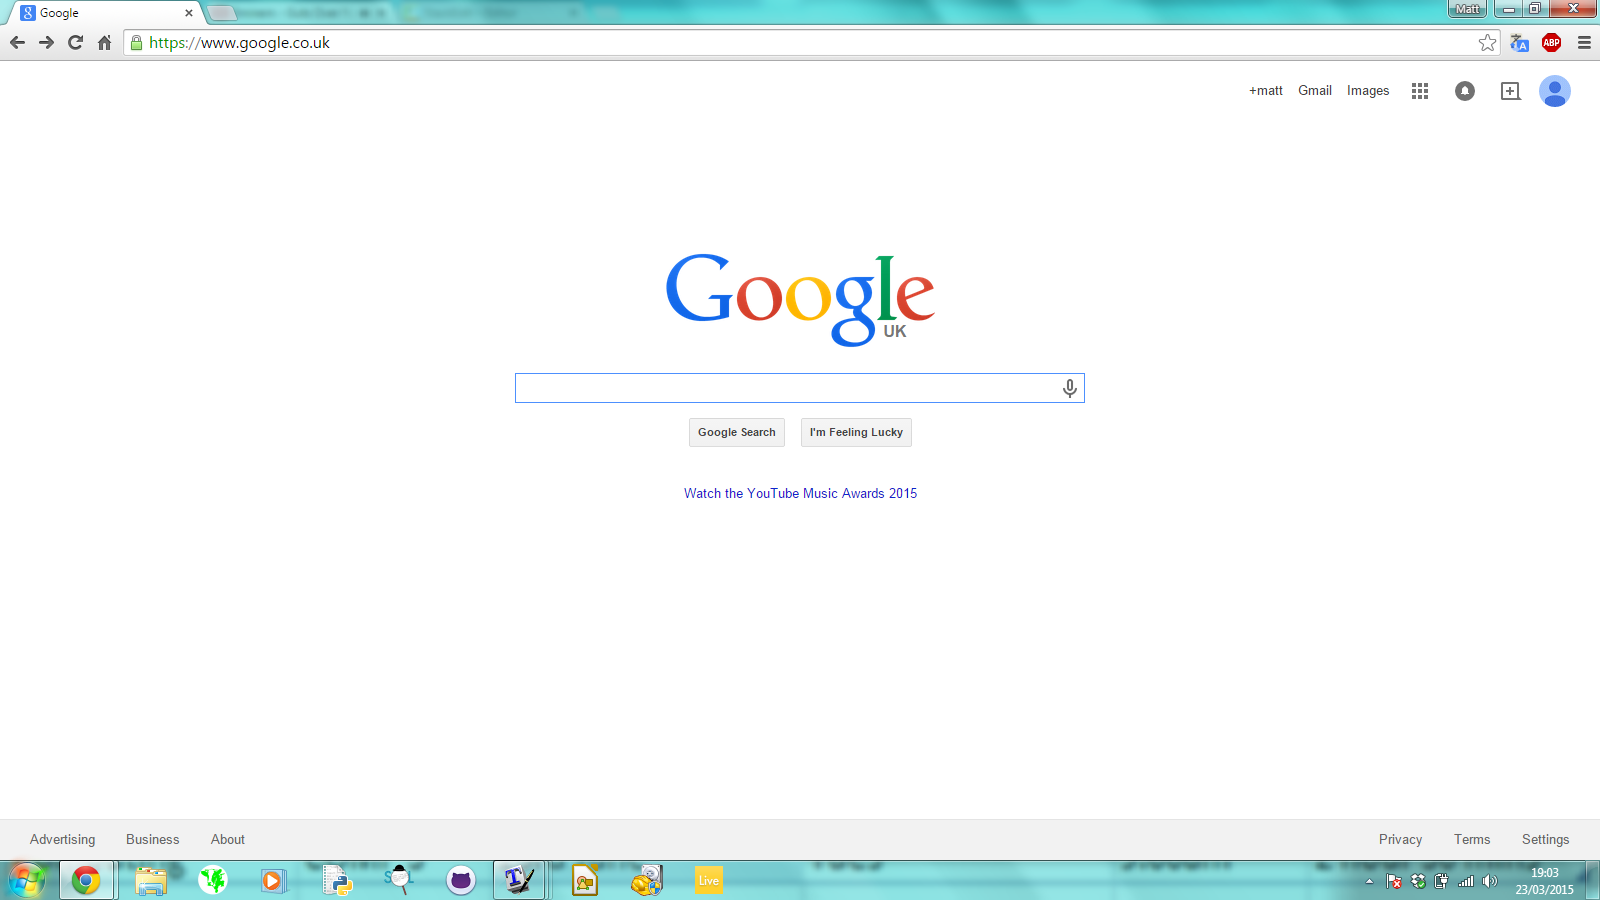 Google
Matt
https://www.google.co.uk
ABP
+matt Gmail Images
Google
UK
Google Search I'm Feeling Lucky
Watch the YouTube Music Awards 2015
Advertising Business About Privacy Terms Settings
Live
19:03
23/03/2015